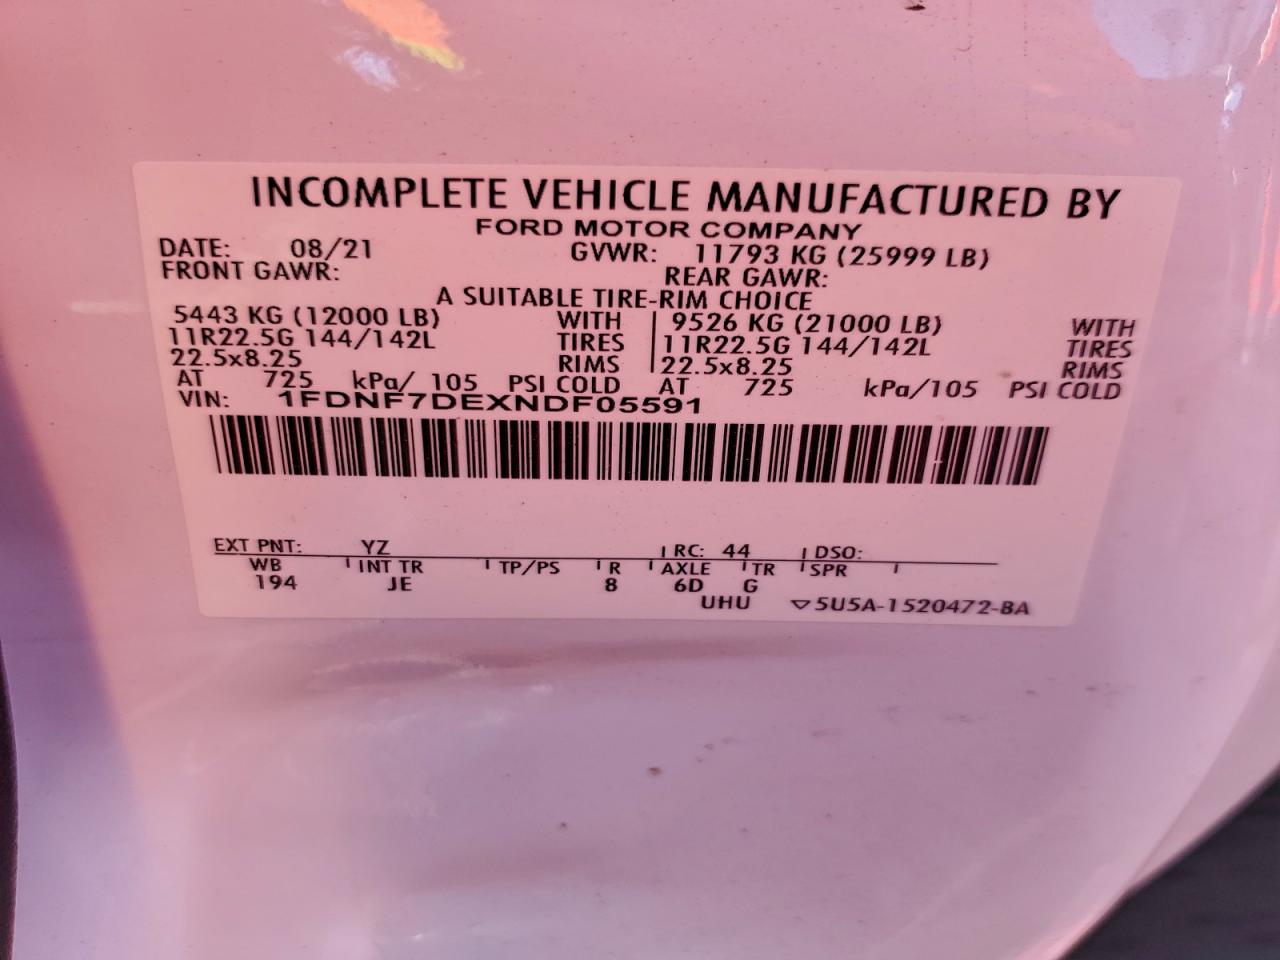 INCOMPLETE VEHICLE MANUFACTURED BY
FORD MOTOR COMPANY
DATE: 08/21 GVWR: 11793 KG (25999 LB)
FRONT GAWR: REAR GAWR:
A SUITABLE TIRE-RIM CHOICE
5443 KG (12000 LB) WITH 9526 KG (21000 LB) WITH
11R22.5G 144/142L TIRES 11R22.5G 144/142L TIRES
22.5x8.25 RIMS 22.5x8.25 RIMS
AT 725 kPa/ 105 PSI COLD AT 725 kPa/105 PSI COLD
VIN: 1FDNF7DEXNDF05591
EXT PNT: YZ RC: 44 DSO:
WB INT TR TP/PS R AXLE TR SPR
194 JE 8 6D G
UHU ▽5U5A-1520472-BA